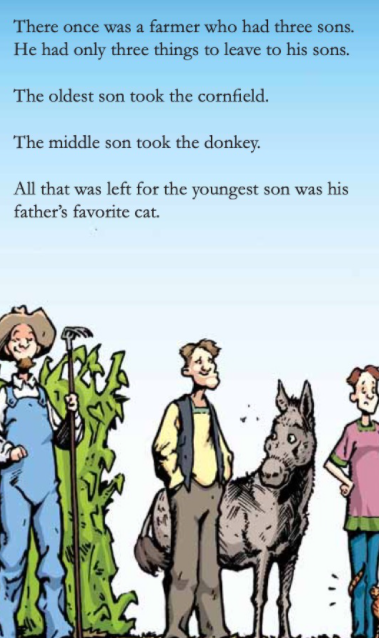 There once was a farmer who had three sons.
He had only three things to leave to his sons.
The oldest son took the cornfield.
The middle son took the donkey.
All that was left for the youngest son was his
father's favorite cat.